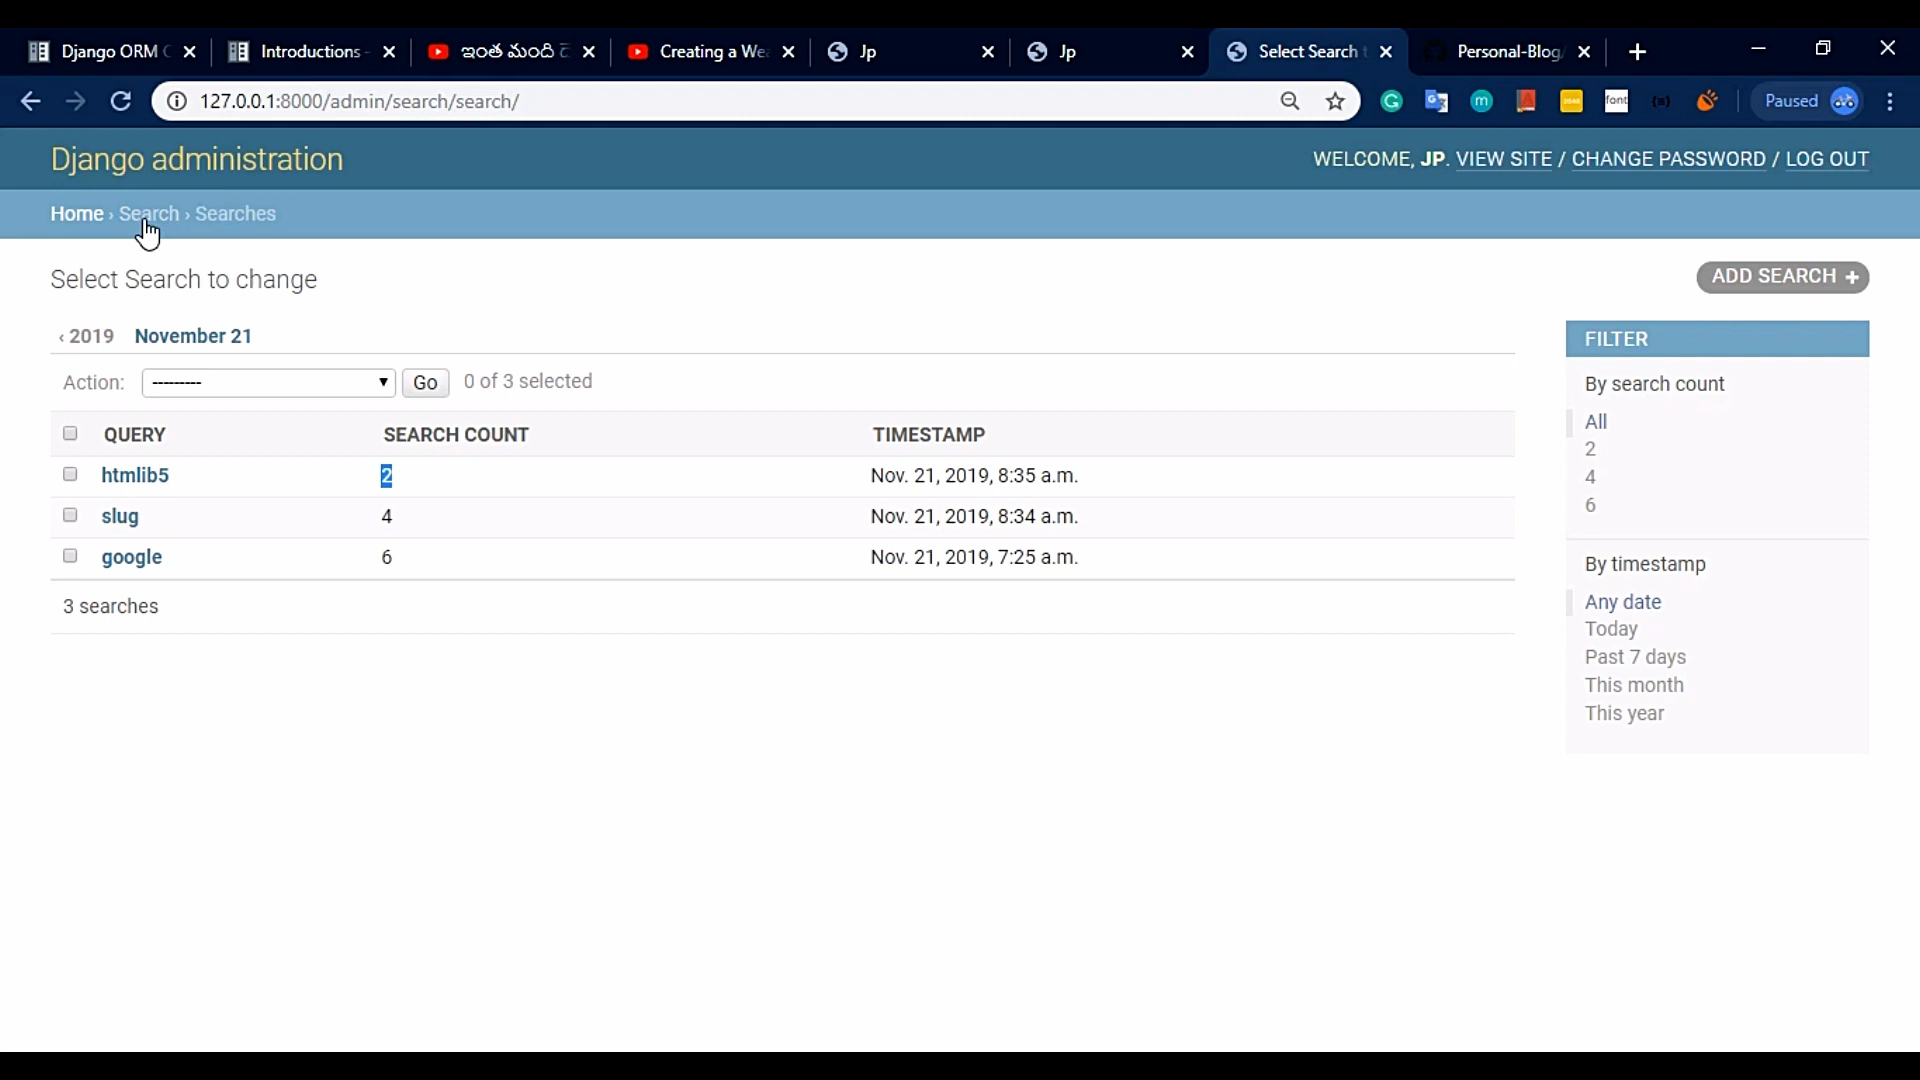 Django ORM
Introductions -
ఇంత మంది
Creating a We
Jp
Jp
Select Search
Personal-Blog
127.0.0.1:8000/admin/search/search/
font
Paused
Django administration
WELCOME, JP. VIEW SITE / CHANGE PASSWORD / LOG OUT
Home › Search › Searches
Select Search to change
ADD SEARCH +
‹ 2019 November 21
Action: --------- Go 0 of 3 selected
QUERY SEARCH COUNT TIMESTAMP
htmlib5 2 Nov. 21, 2019, 8:35 a.m.
slug 4 Nov. 21, 2019, 8:34 a.m.
google 6 Nov. 21, 2019, 7:25 a.m.
3 searches
FILTER
By search count
All
2
4
6
By timestamp
Any date
Today
Past 7 days
This month
This year